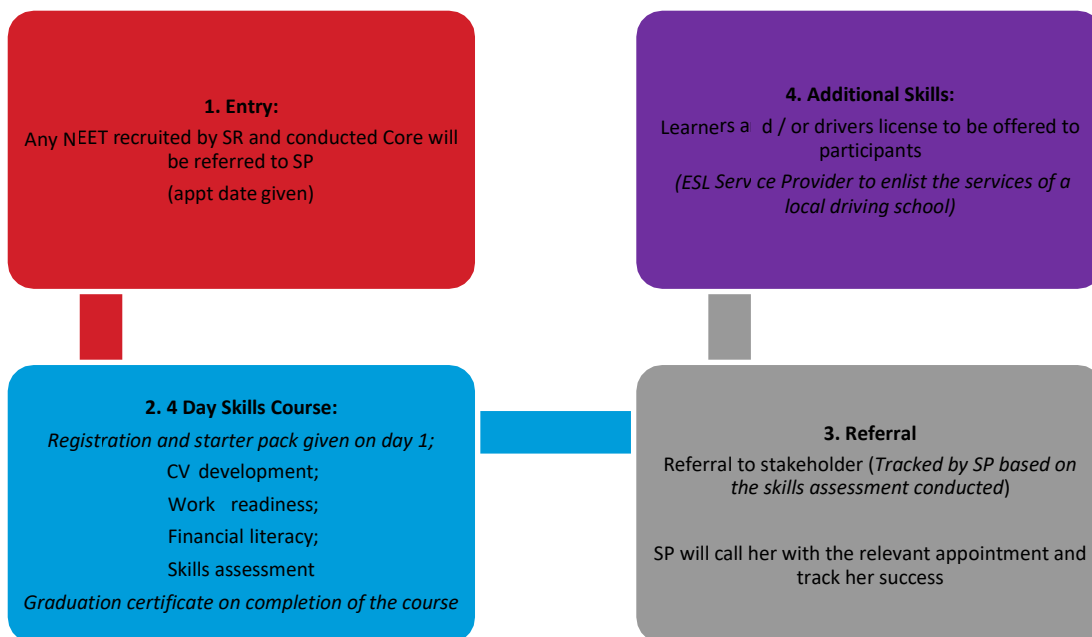 1. Entry:
Any NEET recruited by SR and conducted Core will
be referred to SP
(appt date given)
2. 4 Day Skills Course:
Registration and starter pack given on day 1;
CV development;
Work readiness;
Financial literacy;
Skills assessment
Graduation certificate on completion of the course
3. Referral
Referral to stakeholder (Tracked by SP based on
the skills assessment conducted)
SP will call her with the relevant appointment and
track her success
4. Additional Skills:
Learners and / or drivers license to be offered to
participants
(ESL Service Provider to enlist the services of a
local driving school)